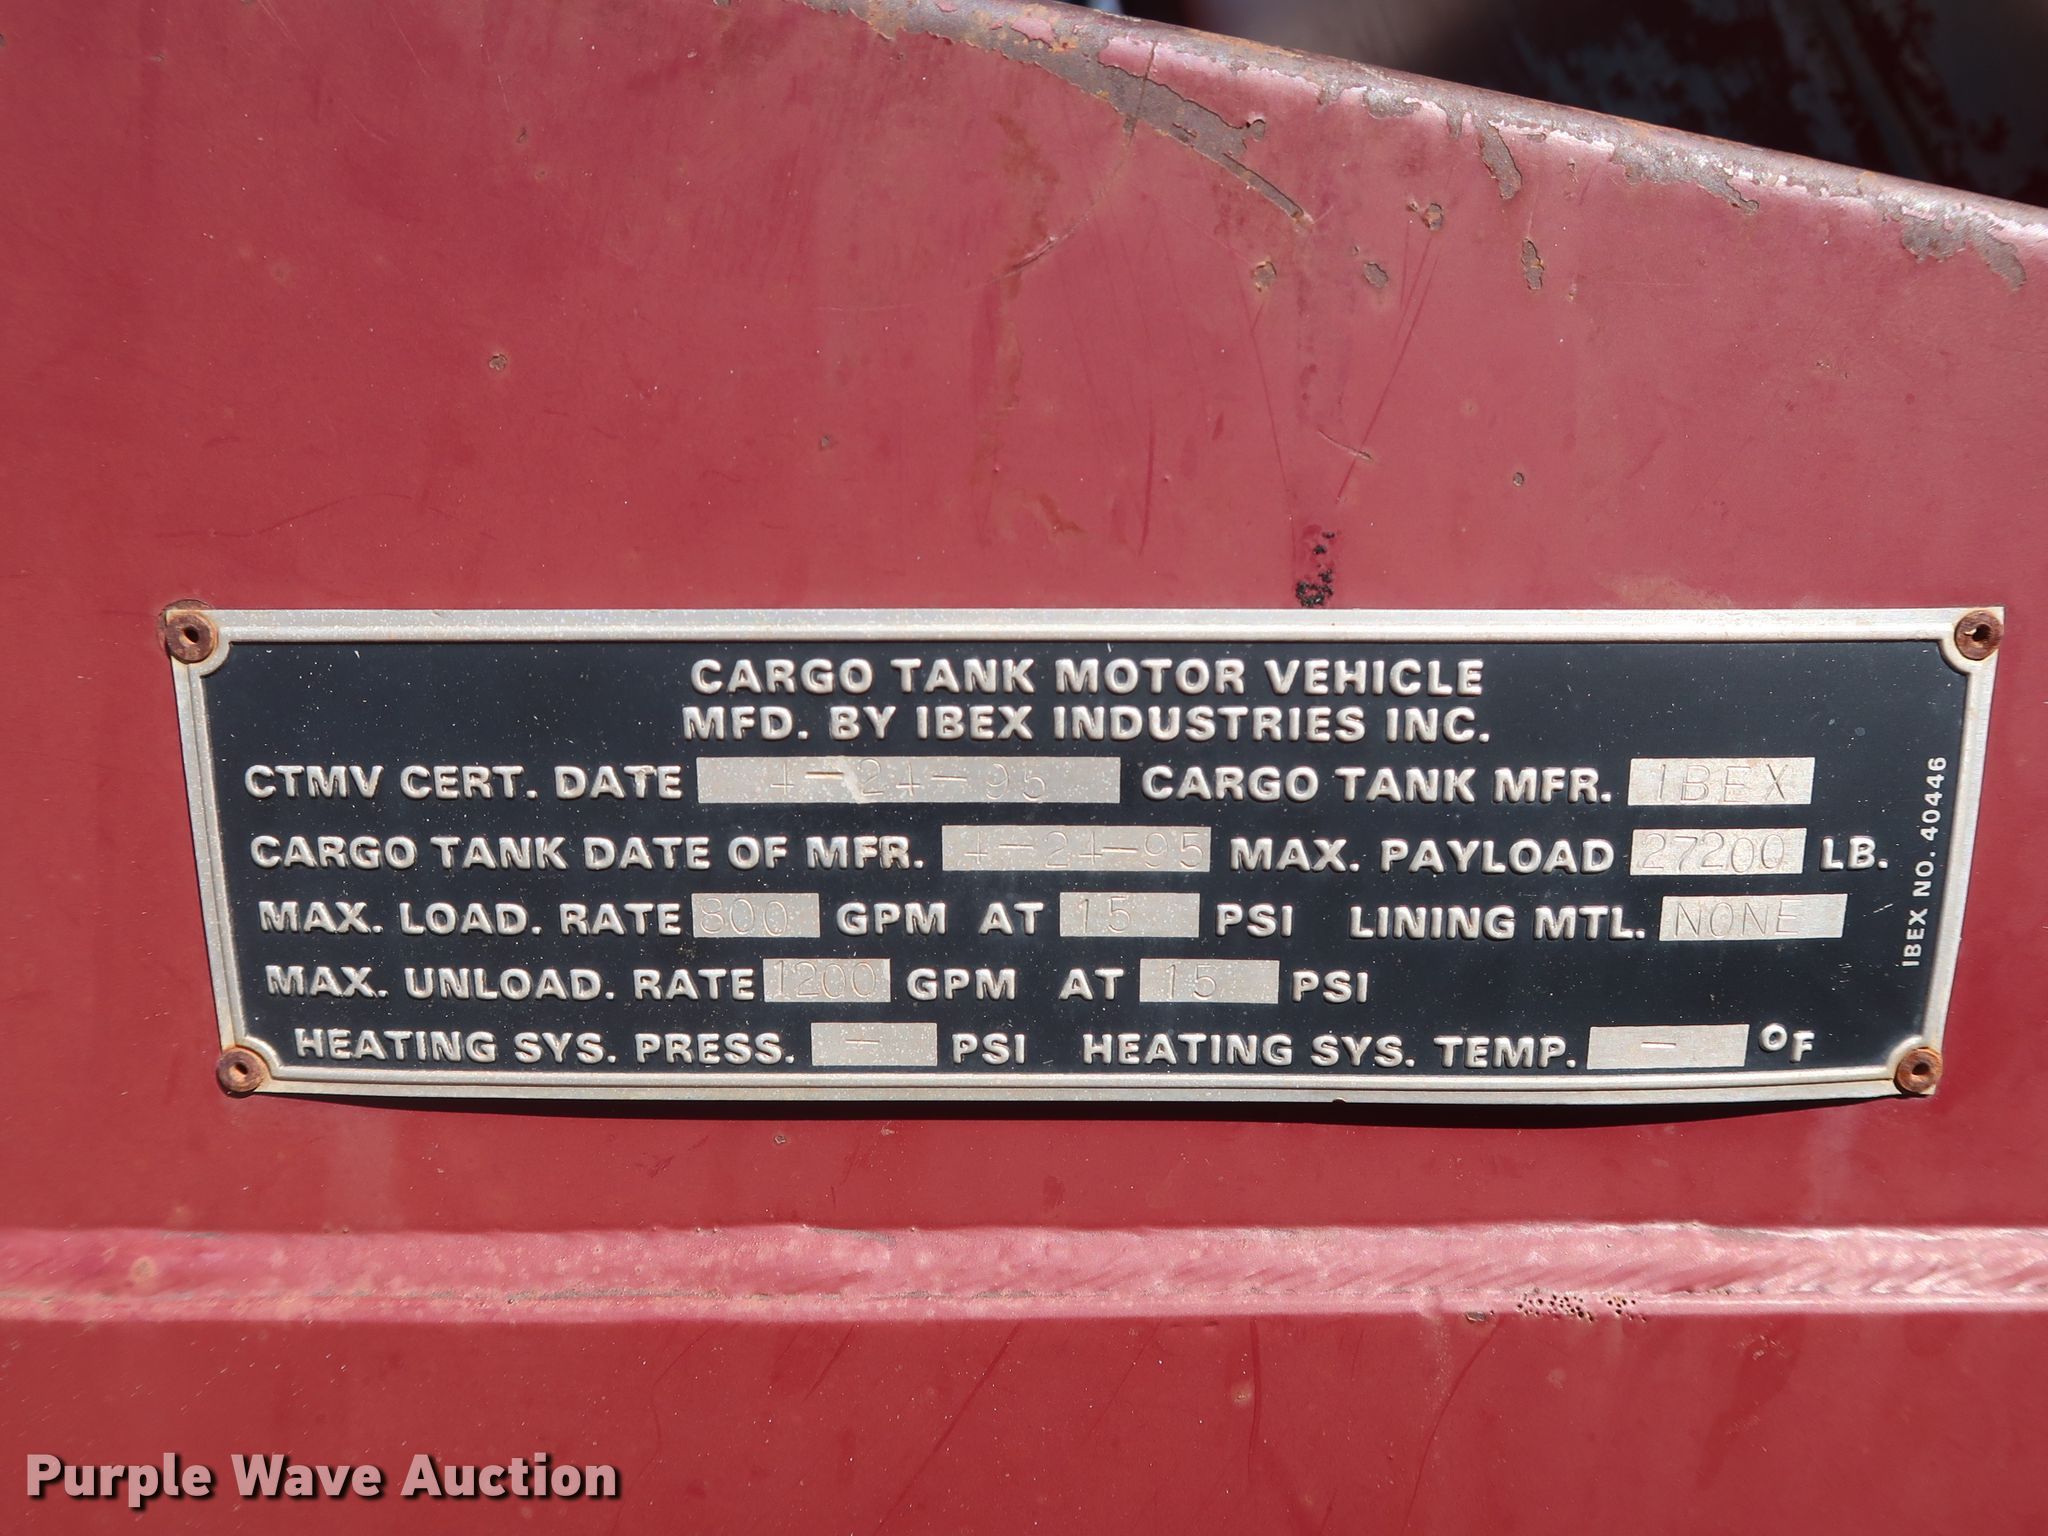 CARGO TANK MOTOR VEHICLE
MFD. BY IBEX INDUSTRIES INC.
CTMV CERT. DATE 4-24-95 CARGO TANK MFR. IBEX
CARGO TANK DATE OF MFR. 4-24-95 MAX. PAYLOAD 27200 LB.
MAX. LOAD. RATE 800 GPM AT 15 PSI LINING MTL. NONE
MAX. UNLOAD. RATE 1200 GPM AT 15 PSI
HEATING SYS. PRESS. - PSI HEATING SYS. TEMP. - °F
IBEX NO. 40446
Purple Wave Auction